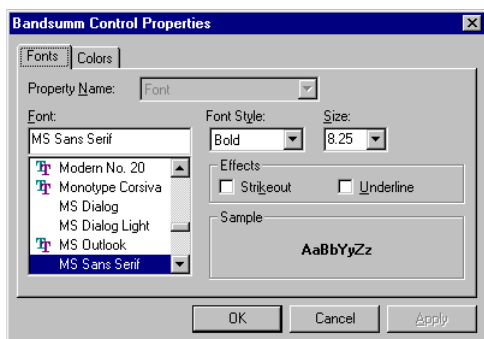 Bandsumm Control Properties
Fonts Colors
Property Name: Font
Font: Font Style: Size:
MS Sans Serif Bold 8.25
Modern No. 20
Monotype Corsiva
MS Dialog
MS Dialog Light
MS Outlook
MS Sans Serif
Effects
Strikeout Underline
Sample
AaBbYyZz
OK Cancel Apply